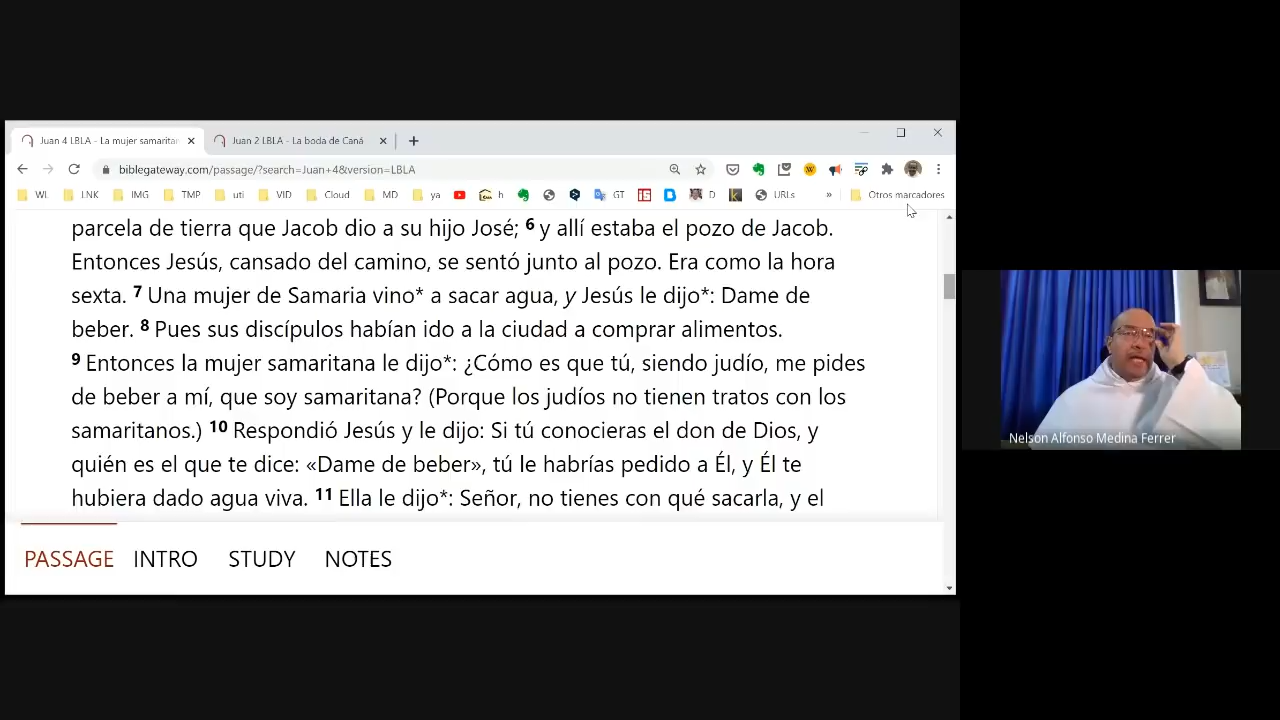 Juan 4 LBLA - La mujer samaritan
Juan 2 LBLA - La boda de Caná
biblegateway.com/passage/?search=Juan+4&version=LBLA
WL LNK IMG TMP uti VID Cloud MD ya h GT D URLs » Otros marcadores
parcela de tierra que Jacob dio a su hijo José; 6 y allí estaba el pozo de Jacob.
Entonces Jesús, cansado del camino, se sentó junto al pozo. Era como la hora
sexta. 7 Una mujer de Samaria vino* a sacar agua, y Jesús le dijo*: Dame de
beber. 8 Pues sus discípulos habían ido a la ciudad a comprar alimentos.
9 Entonces la mujer samaritana le dijo*: ¿Cómo es que tú, siendo judío, me pides
de beber a mí, que soy samaritana? (Porque los judíos no tienen tratos con los
samaritanos.) 10 Respondió Jesús y le dijo: Si tú conocieras el don de Dios, y
quién es el que te dice: «Dame de beber», tú le habrías pedido a Él, y Él te
hubiera dado agua viva. 11 Ella le dijo*: Señor, no tienes con qué sacarla, y el
PASSAGE INTRO STUDY NOTES
Nelson Alfonso Medina Ferrer